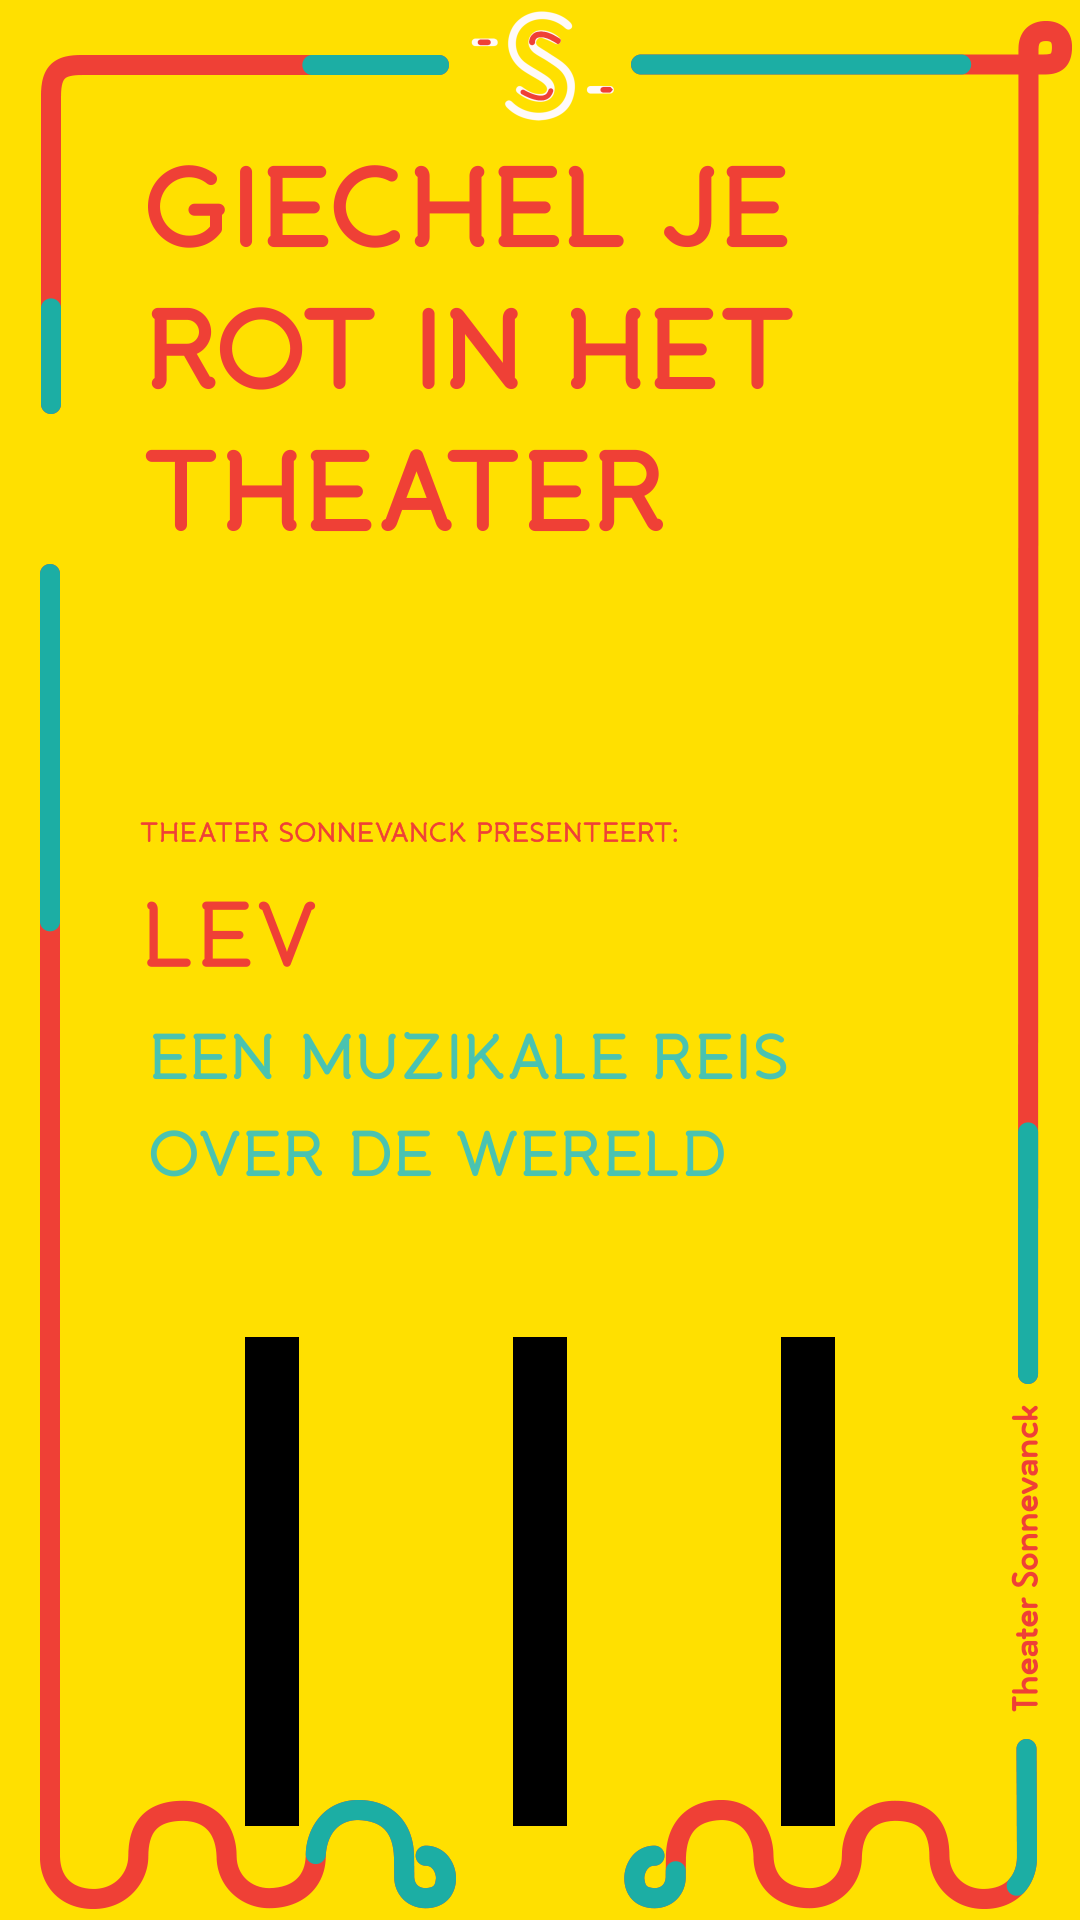 S
GIECHEL JE
ROT IN HET
THEATER
THEATER SONNEVANCK PRESENTEERT:
LEV
EEN MUZIKALE REIS
OVER DE WERELD
Theater Sonnevanck